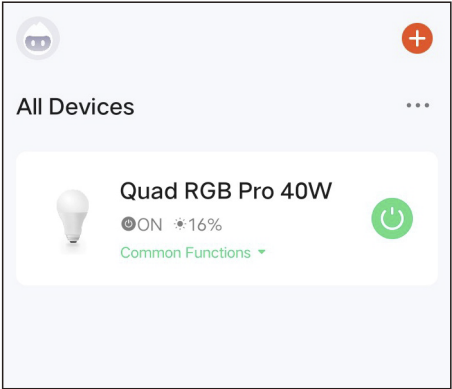 All Devices
Quad RGB Pro 40W
ON 16%
Common Functions